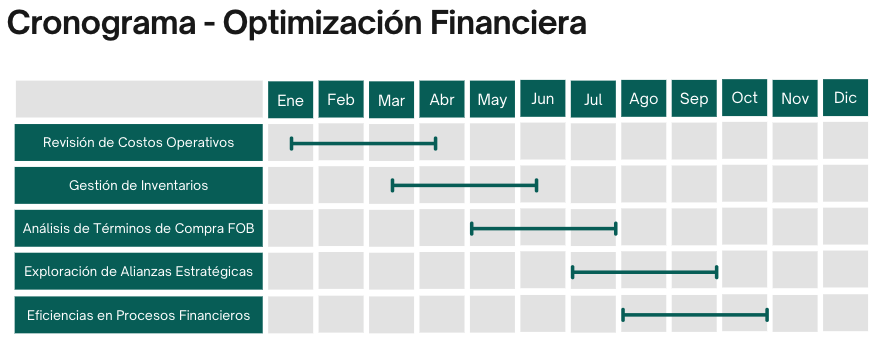 Cronograma - Optimización Financiera
Ene Feb Mar Abr May Jun Jul Ago Sep Oct Nov Dic
Revisión de Costos Operativos
Gestión de Inventarios
Análisis de Términos de Compra FOB
Exploración de Alianzas Estratégicas
Eficiencias en Procesos Financieros